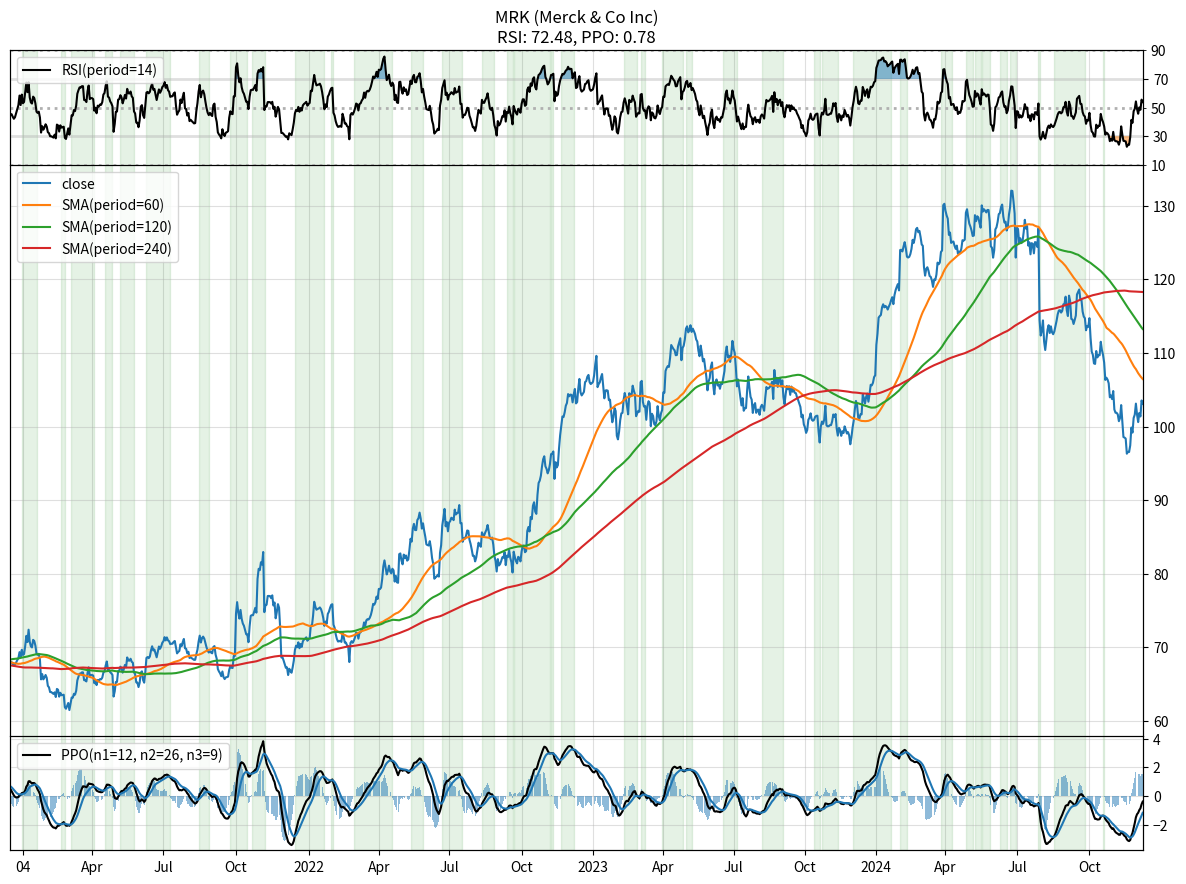 MRK (Merck & Co Inc)
RSI: 72.48, PPO: 0.78
RSI(period=14)
90
70
50
30
10
close
SMA(period=60)
SMA(period=120)
SMA(period=240)
130
120
110
100
90
80
70
60
PPO(n1=12, n2=26, n3=9)
4
2
0
−2
04 Apr Jul Oct 2022 Apr Jul Oct 2023 Apr Jul Oct 2024 Apr Jul Oct